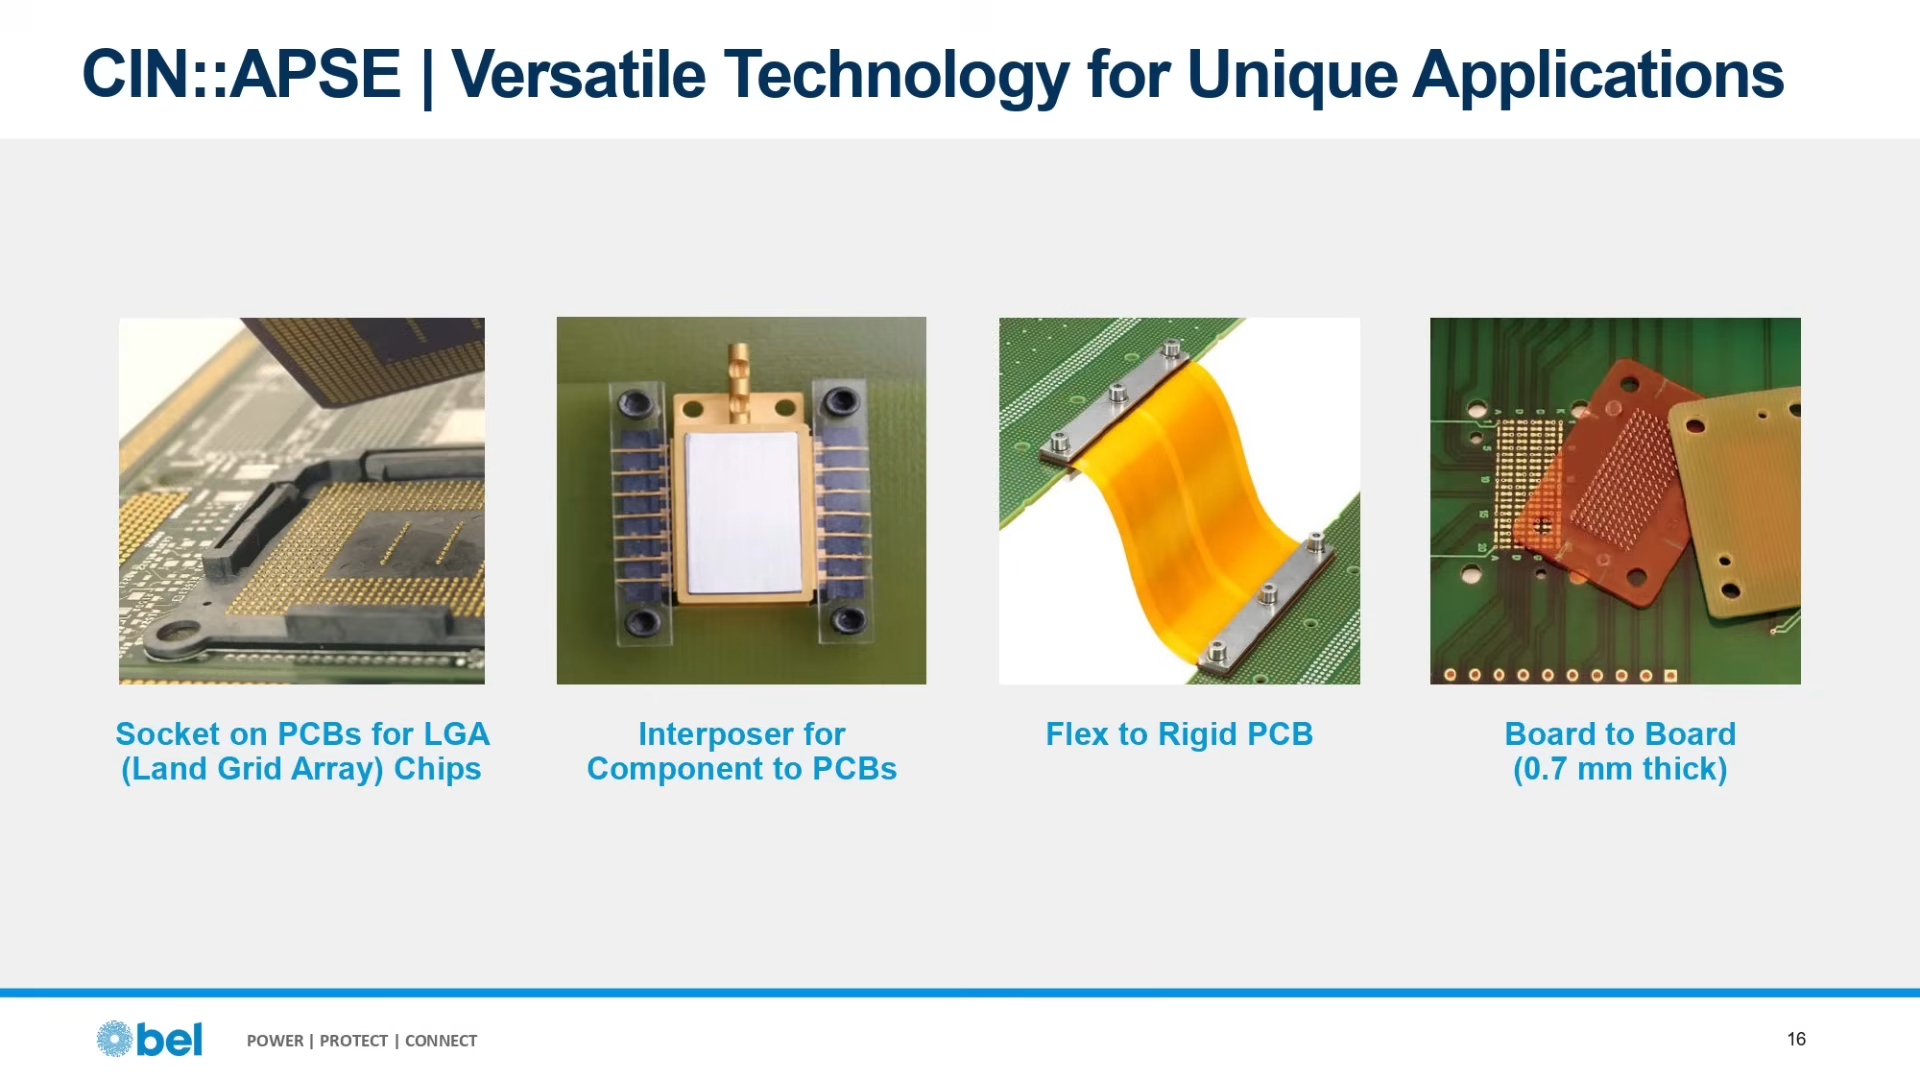 CIN::APSE | Versatile Technology for Unique Applications
Socket on PCBs for LGA
(Land Grid Array) Chips
Interposer for
Component to PCBs
Flex to Rigid PCB
Board to Board
(0.7 mm thick)
bel
POWER | PROTECT | CONNECT
16